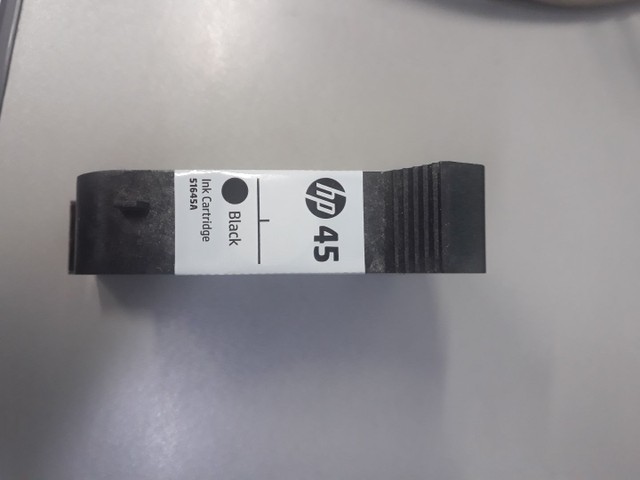 hp 45
Black
Ink Cartridge
51645A